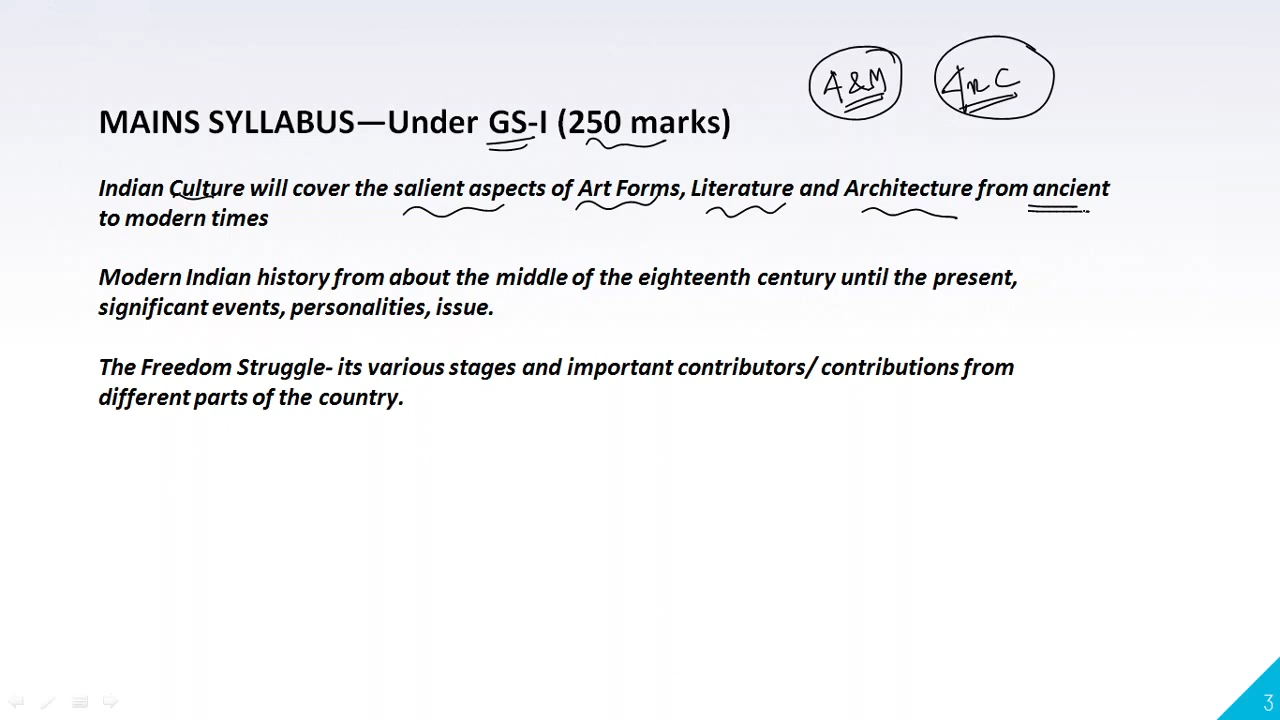 A&M
MAINS SYLLABUS—Under GS-I (250 marks)
Indian Culture will cover the salient aspects of Art Forms, Literature and Architecture from ancient
to modern times
Modern Indian history from about the middle of the eighteenth century until the present,
significant events, personalities, issue.
The Freedom Struggle- its various stages and important contributors/ contributions from
different parts of the country.
3